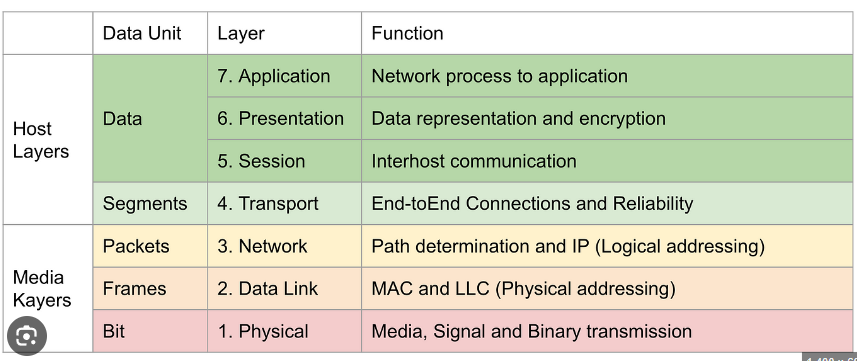 Data Unit Layer Function
Host
Layers
Data
7. Application Network process to application
6. Presentation Data representation and encryption
5. Session Interhost communication
Segments 4. Transport End-toEnd Connections and Reliability
Media
Kayers
Packets 3. Network Path determination and IP (Logical addressing)
Frames 2. Data Link MAC and LLC (Physical addressing)
Bit 1. Physical Media, Signal and Binary transmission